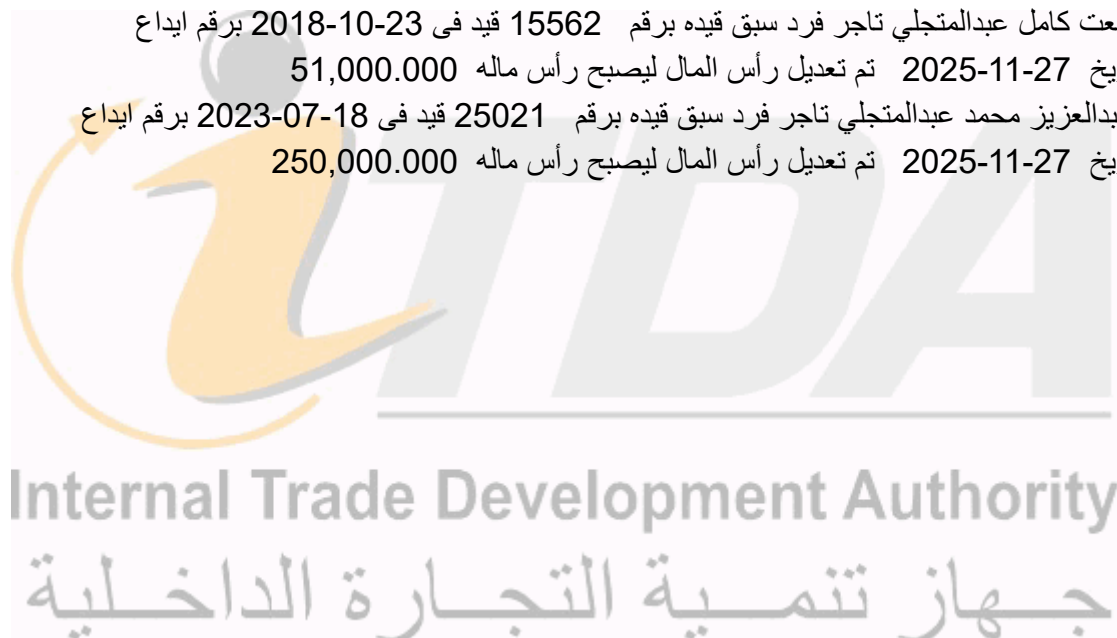 عت كامل عبدالمتجلي تاجر فرد سبق قيده برقم 15562 قيد فى 23-10-2018 برقم ايداع
يخ 27-11-2025 تم تعديل رأس المال ليصبح رأس ماله 51,000.000
بدالعزيز محمد عبدالمتجلي تاجر فرد سبق قيده برقم 25021 قيد فى 18-07-2023 برقم ايداع
يخ 27-11-2025 تم تعديل رأس المال ليصبح رأس ماله 250,000.000
iTDA
Internal Trade Development Authority
جهاز تنمية التجارة الداخلية